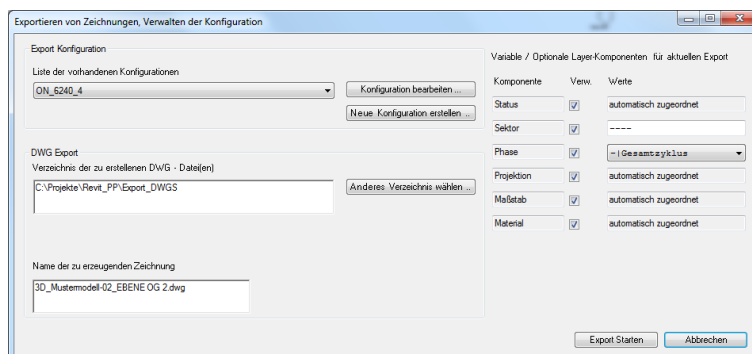 Exportieren von Zeichnungen, Verwalten der Konfiguration
Export Konfiguration
Liste der vorhandenen Konfigurationen
ON_6240_4
Konfiguration bearbeiten ...
Neue Konfiguration erstellen ..
DWG Export
Verzeichnis der zu erstellenen DWG - Datei(en)
C:\Projekte\Revit_PP\Export_DWGS
Anderes Verzeichnis wählen ..
Name der zu erzeugenden Zeichnung
3D_Mustermodell-02_EBENE OG 2.dwg
Variable / Optionale Layer-Komponenten für aktuellen Export
Komponente Verw. Werte
Status automatisch zugeordnet
Sektor ----
Phase -|Gesamtzyklus
Projektion automatisch zugeordnet
Maßstab automatisch zugeordnet
Material automatisch zugeordnet
Export Starten Abbrechen